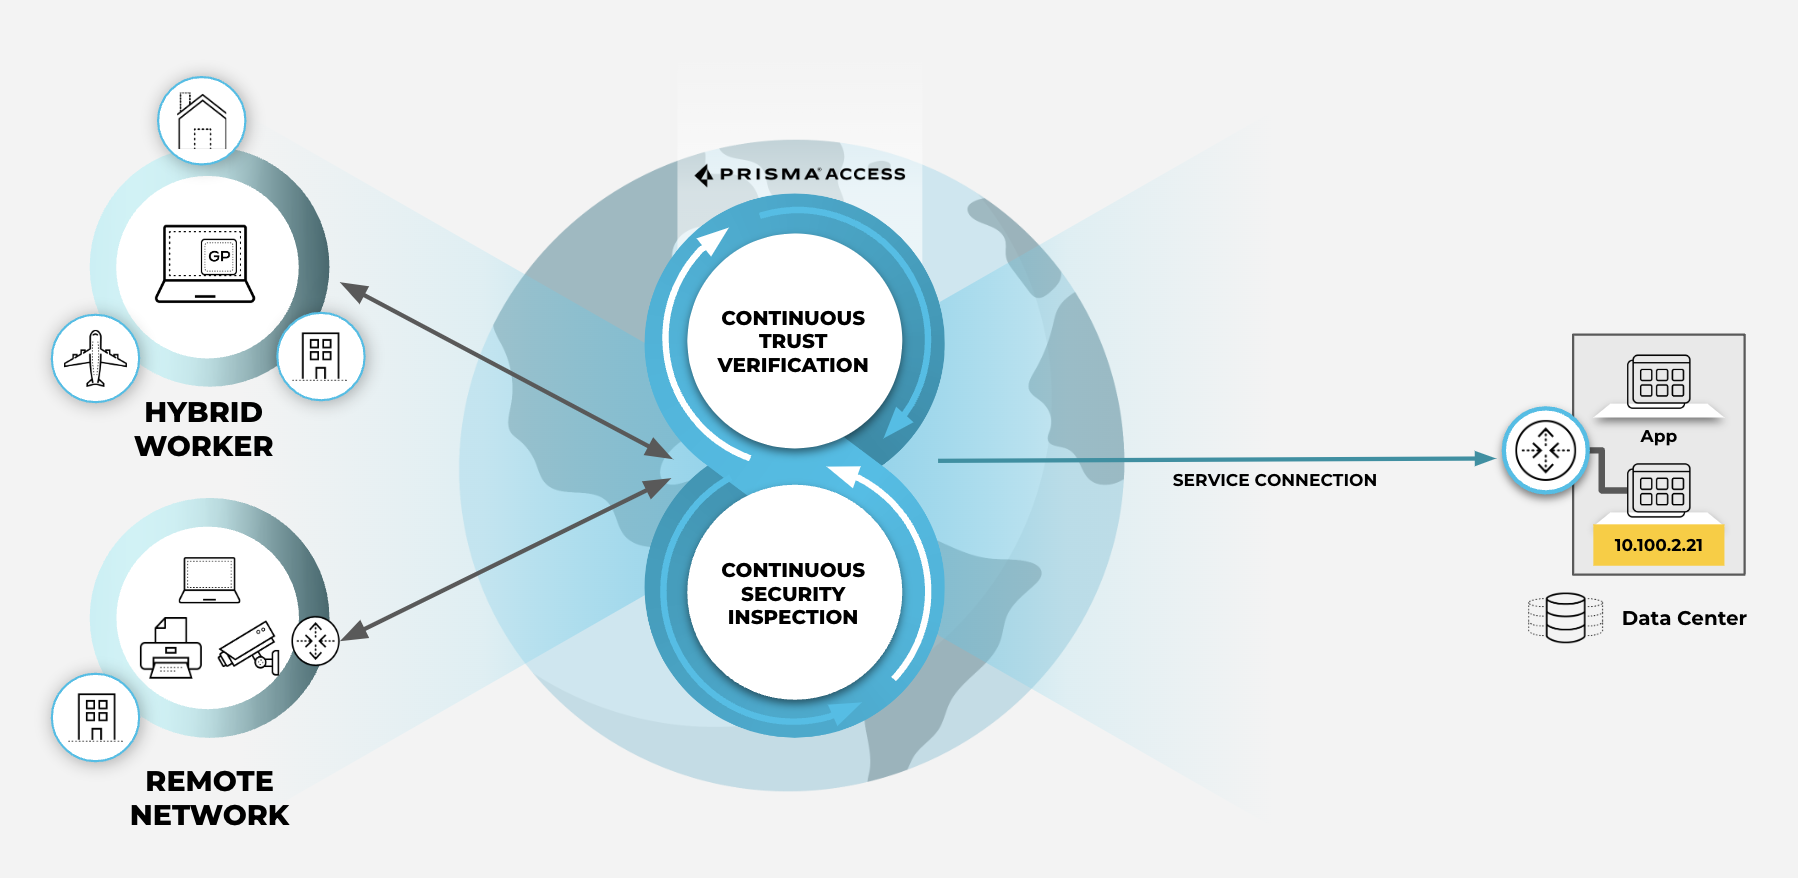 PRISMA® ACCESS
GP
HYBRID
WORKER
CONTINUOUS
TRUST
VERIFICATION
CONTINUOUS
SECURITY
INSPECTION
REMOTE
NETWORK
SERVICE CONNECTION
App
10.100.2.21
Data Center